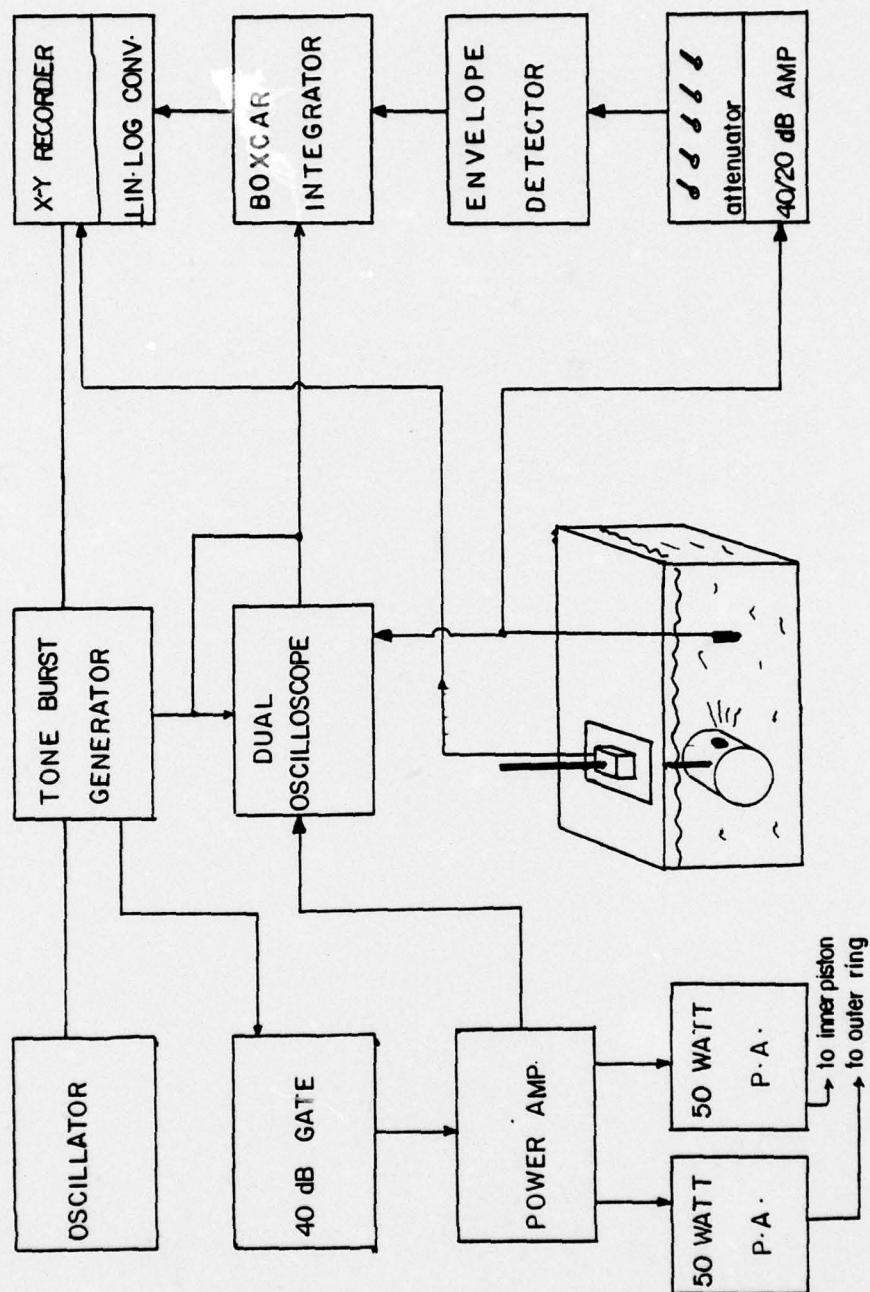 OSCILLATOR
TONE BURST
GENERATOR
X-Y RECORDER
LIN-LOG CONV.
40 dB GATE
DUAL
OSCILLOSCOPE
BOXCAR
INTEGRATOR
POWER AMP.
ENVELOPE
DETECTOR
50 WATT
P.A.
50 WATT
P.A.
to inner piston
to outer ring
attenuator
40/20 dB AMP